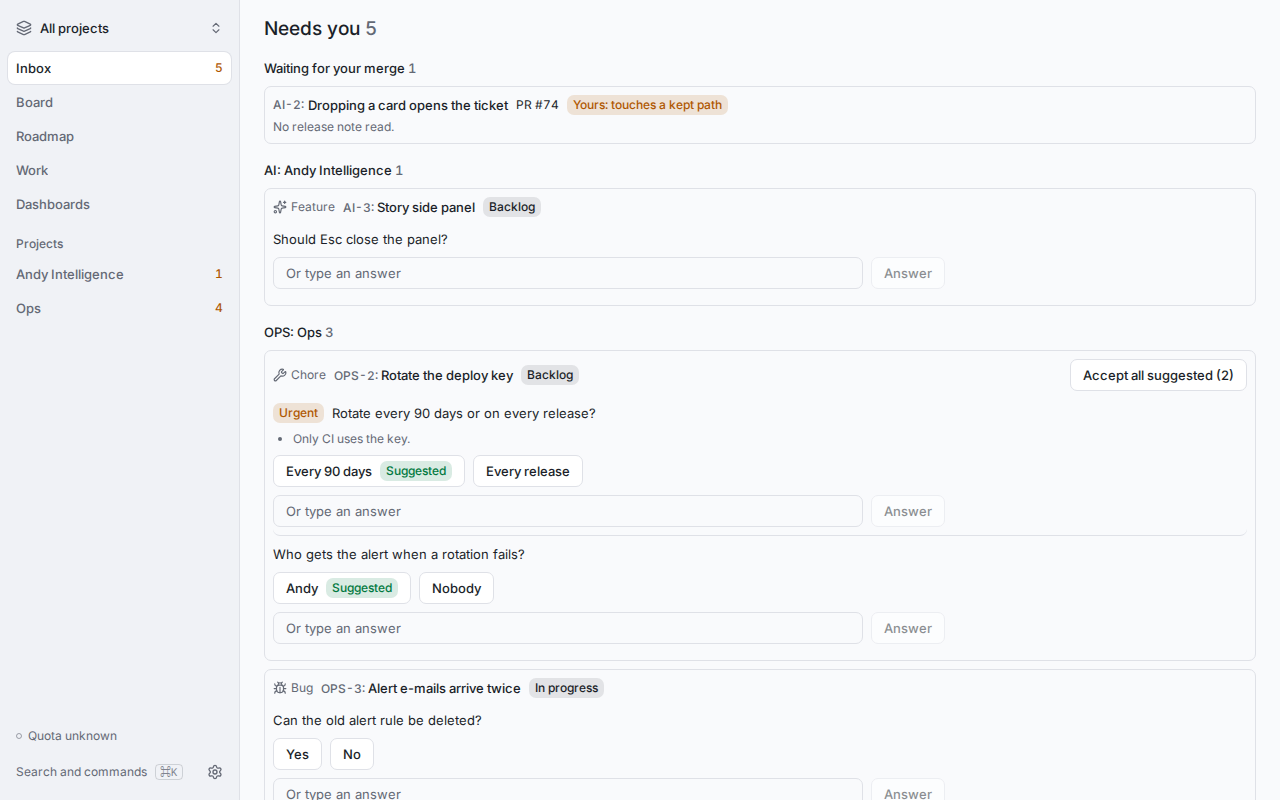 All projects
Inbox 5
Board
Roadmap
Work
Dashboards
Projects
Andy Intelligence 1
Ops 4
Quota unknown
Search and commands ⌘K
Needs you 5
Waiting for your merge 1
AI-2: Dropping a card opens the ticket PR #74 Yours: touches a kept path
No release note read.
AI: Andy Intelligence 1
Feature AI-3: Story side panel Backlog
Should Esc close the panel?
Or type an answer Answer
OPS: Ops 3
Chore OPS-2: Rotate the deploy key Backlog Accept all suggested (2)
Urgent Rotate every 90 days or on every release?
• Only CI uses the key.
Every 90 days Suggested Every release
Or type an answer Answer
Who gets the alert when a rotation fails?
Andy Suggested Nobody
Or type an answer Answer
Bug OPS-3: Alert e-mails arrive twice In progress
Can the old alert rule be deleted?
Yes No
Or type an answer Answer